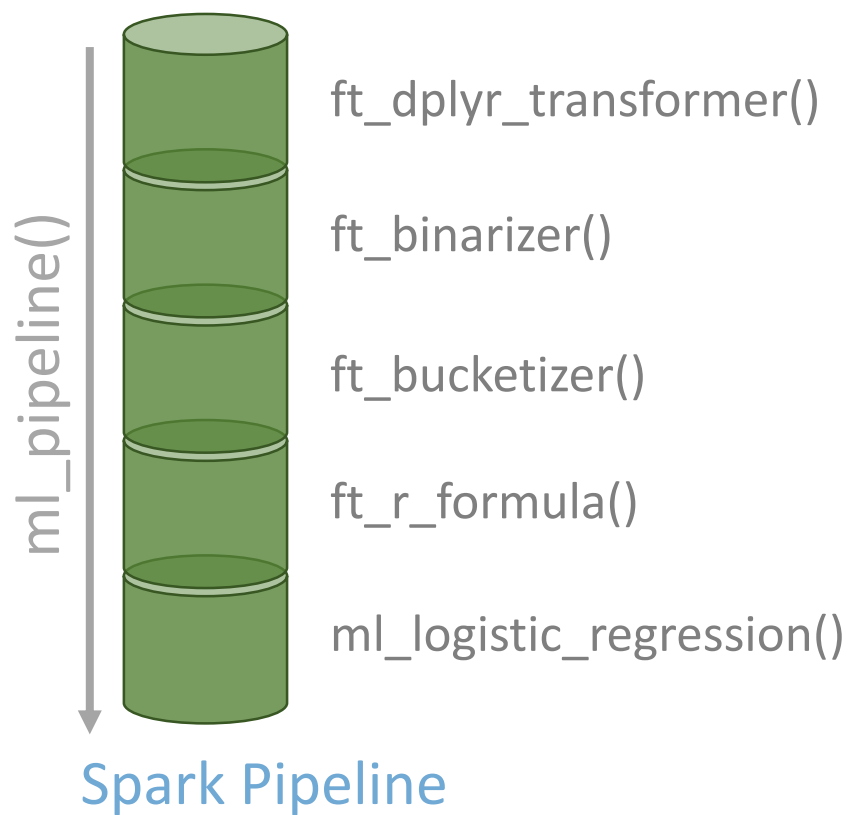 ml_pipeline()
ft_dplyr_transformer()
ft_binarizer()
ft_bucketizer()
ft_r_formula()
ml_logistic_regression()
Spark Pipeline